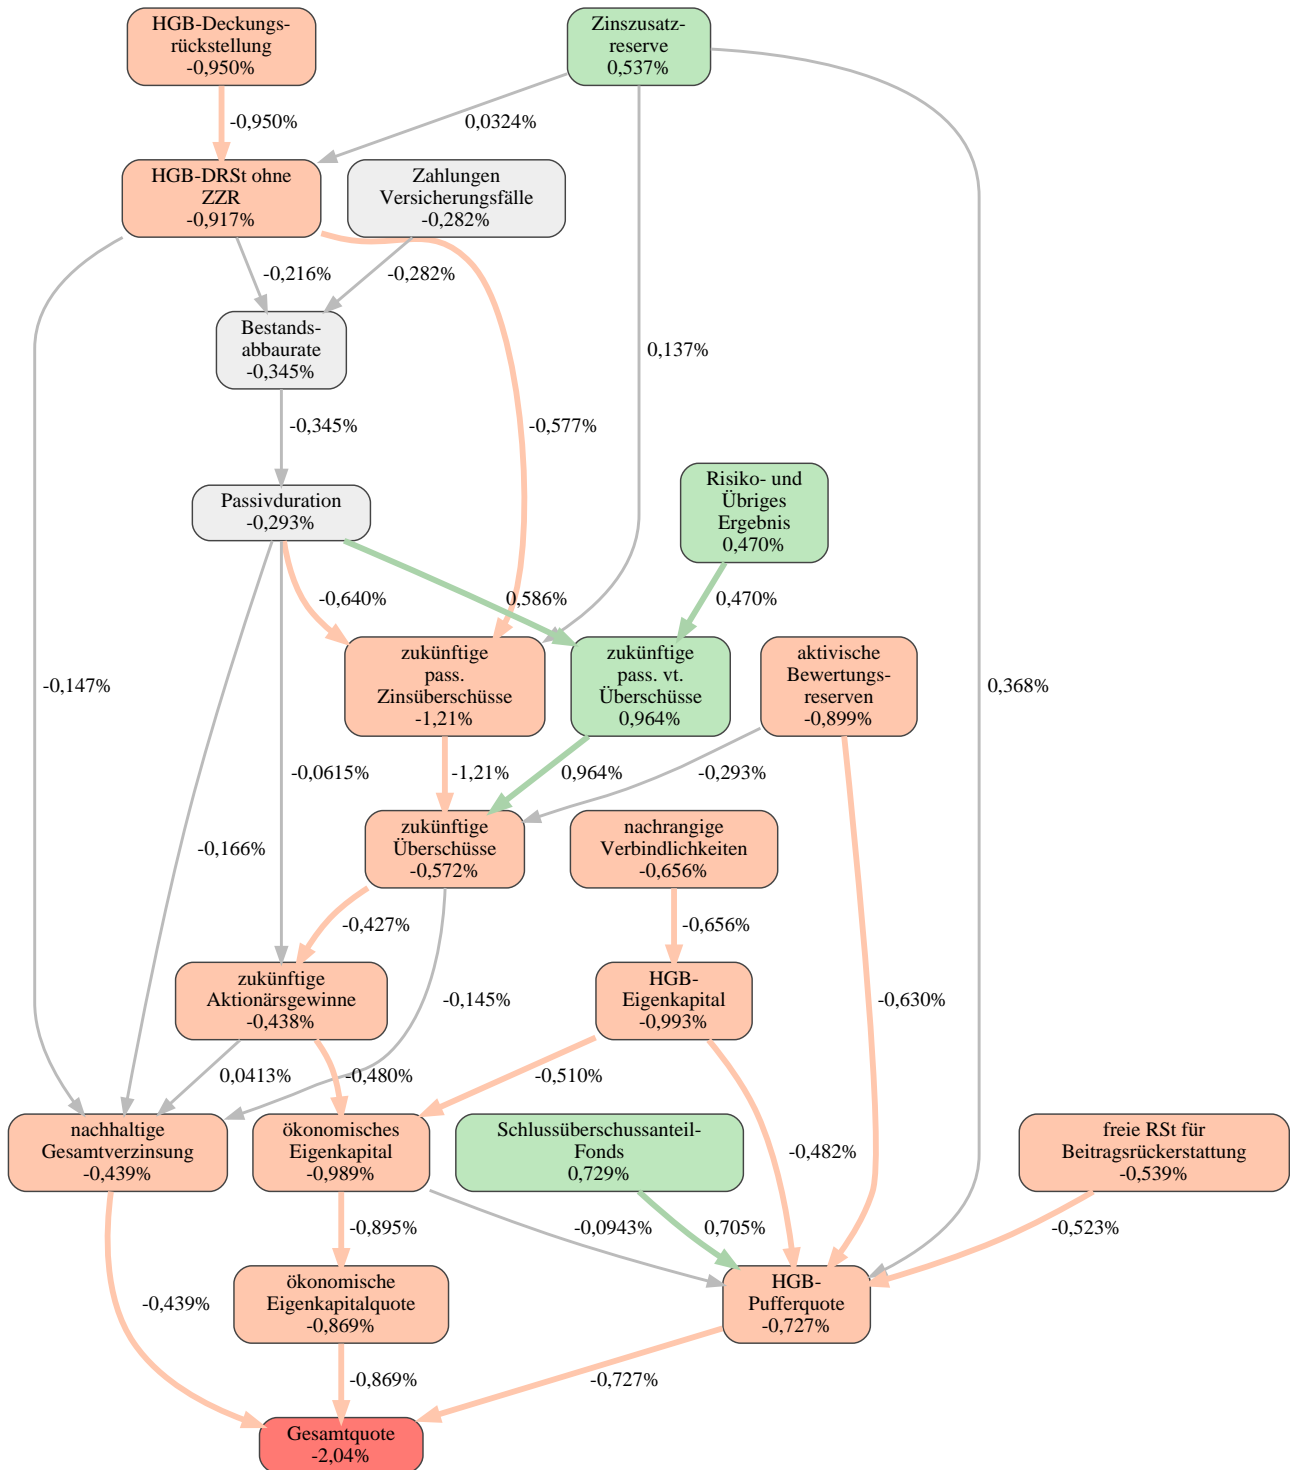 HGB-Deckungs-
rückstellung
-0,950%
Zinszusatz-
reserve
0,537%
-0,950%
0,0324%
HGB-DRSt ohne
ZZR
-0,917%
Zahlungen
Versicherungsfälle
-0,282%
-0,216%
-0,282%
Bestands-
abbaurate
-0,345%
0,137%
-0,345%
-0,577%
Passivduration
-0,293%
Risiko- und
Übriges
Ergebnis
0,470%
-0,640%
0,586%
0,470%
zukünftige
pass.
Zinsüberschüsse
-1,21%
zukünftige
pass. vt.
Überschüsse
0,964%
aktivische
Bewertungs-
reserven
-0,899%
-0,147%
0,368%
-0,0615%
-1,21%
0,964%
-0,293%
-0,166%
zukünftige
Überschüsse
-0,572%
nachrangige
Verbindlichkeiten
-0,656%
-0,427%
-0,656%
zukünftige
Aktionärsgewinne
-0,438%
-0,145%
HGB-
Eigenkapital
-0,993%
-0,630%
0,0413%
-0,480%
-0,510%
nachhaltige
Gesamtverzinsung
-0,439%
ökonomisches
Eigenkapital
-0,989%
Schlussüberschussanteil-
Fonds
0,729%
-0,482%
freie RSt für
Beitragsrückerstattung
-0,539%
-0,895%
-0,0943%
0,705%
-0,523%
-0,439%
ökonomische
Eigenkapitalquote
-0,869%
HGB-
Pufferquote
-0,727%
-0,869%
-0,727%
Gesamtquote
-2,04%